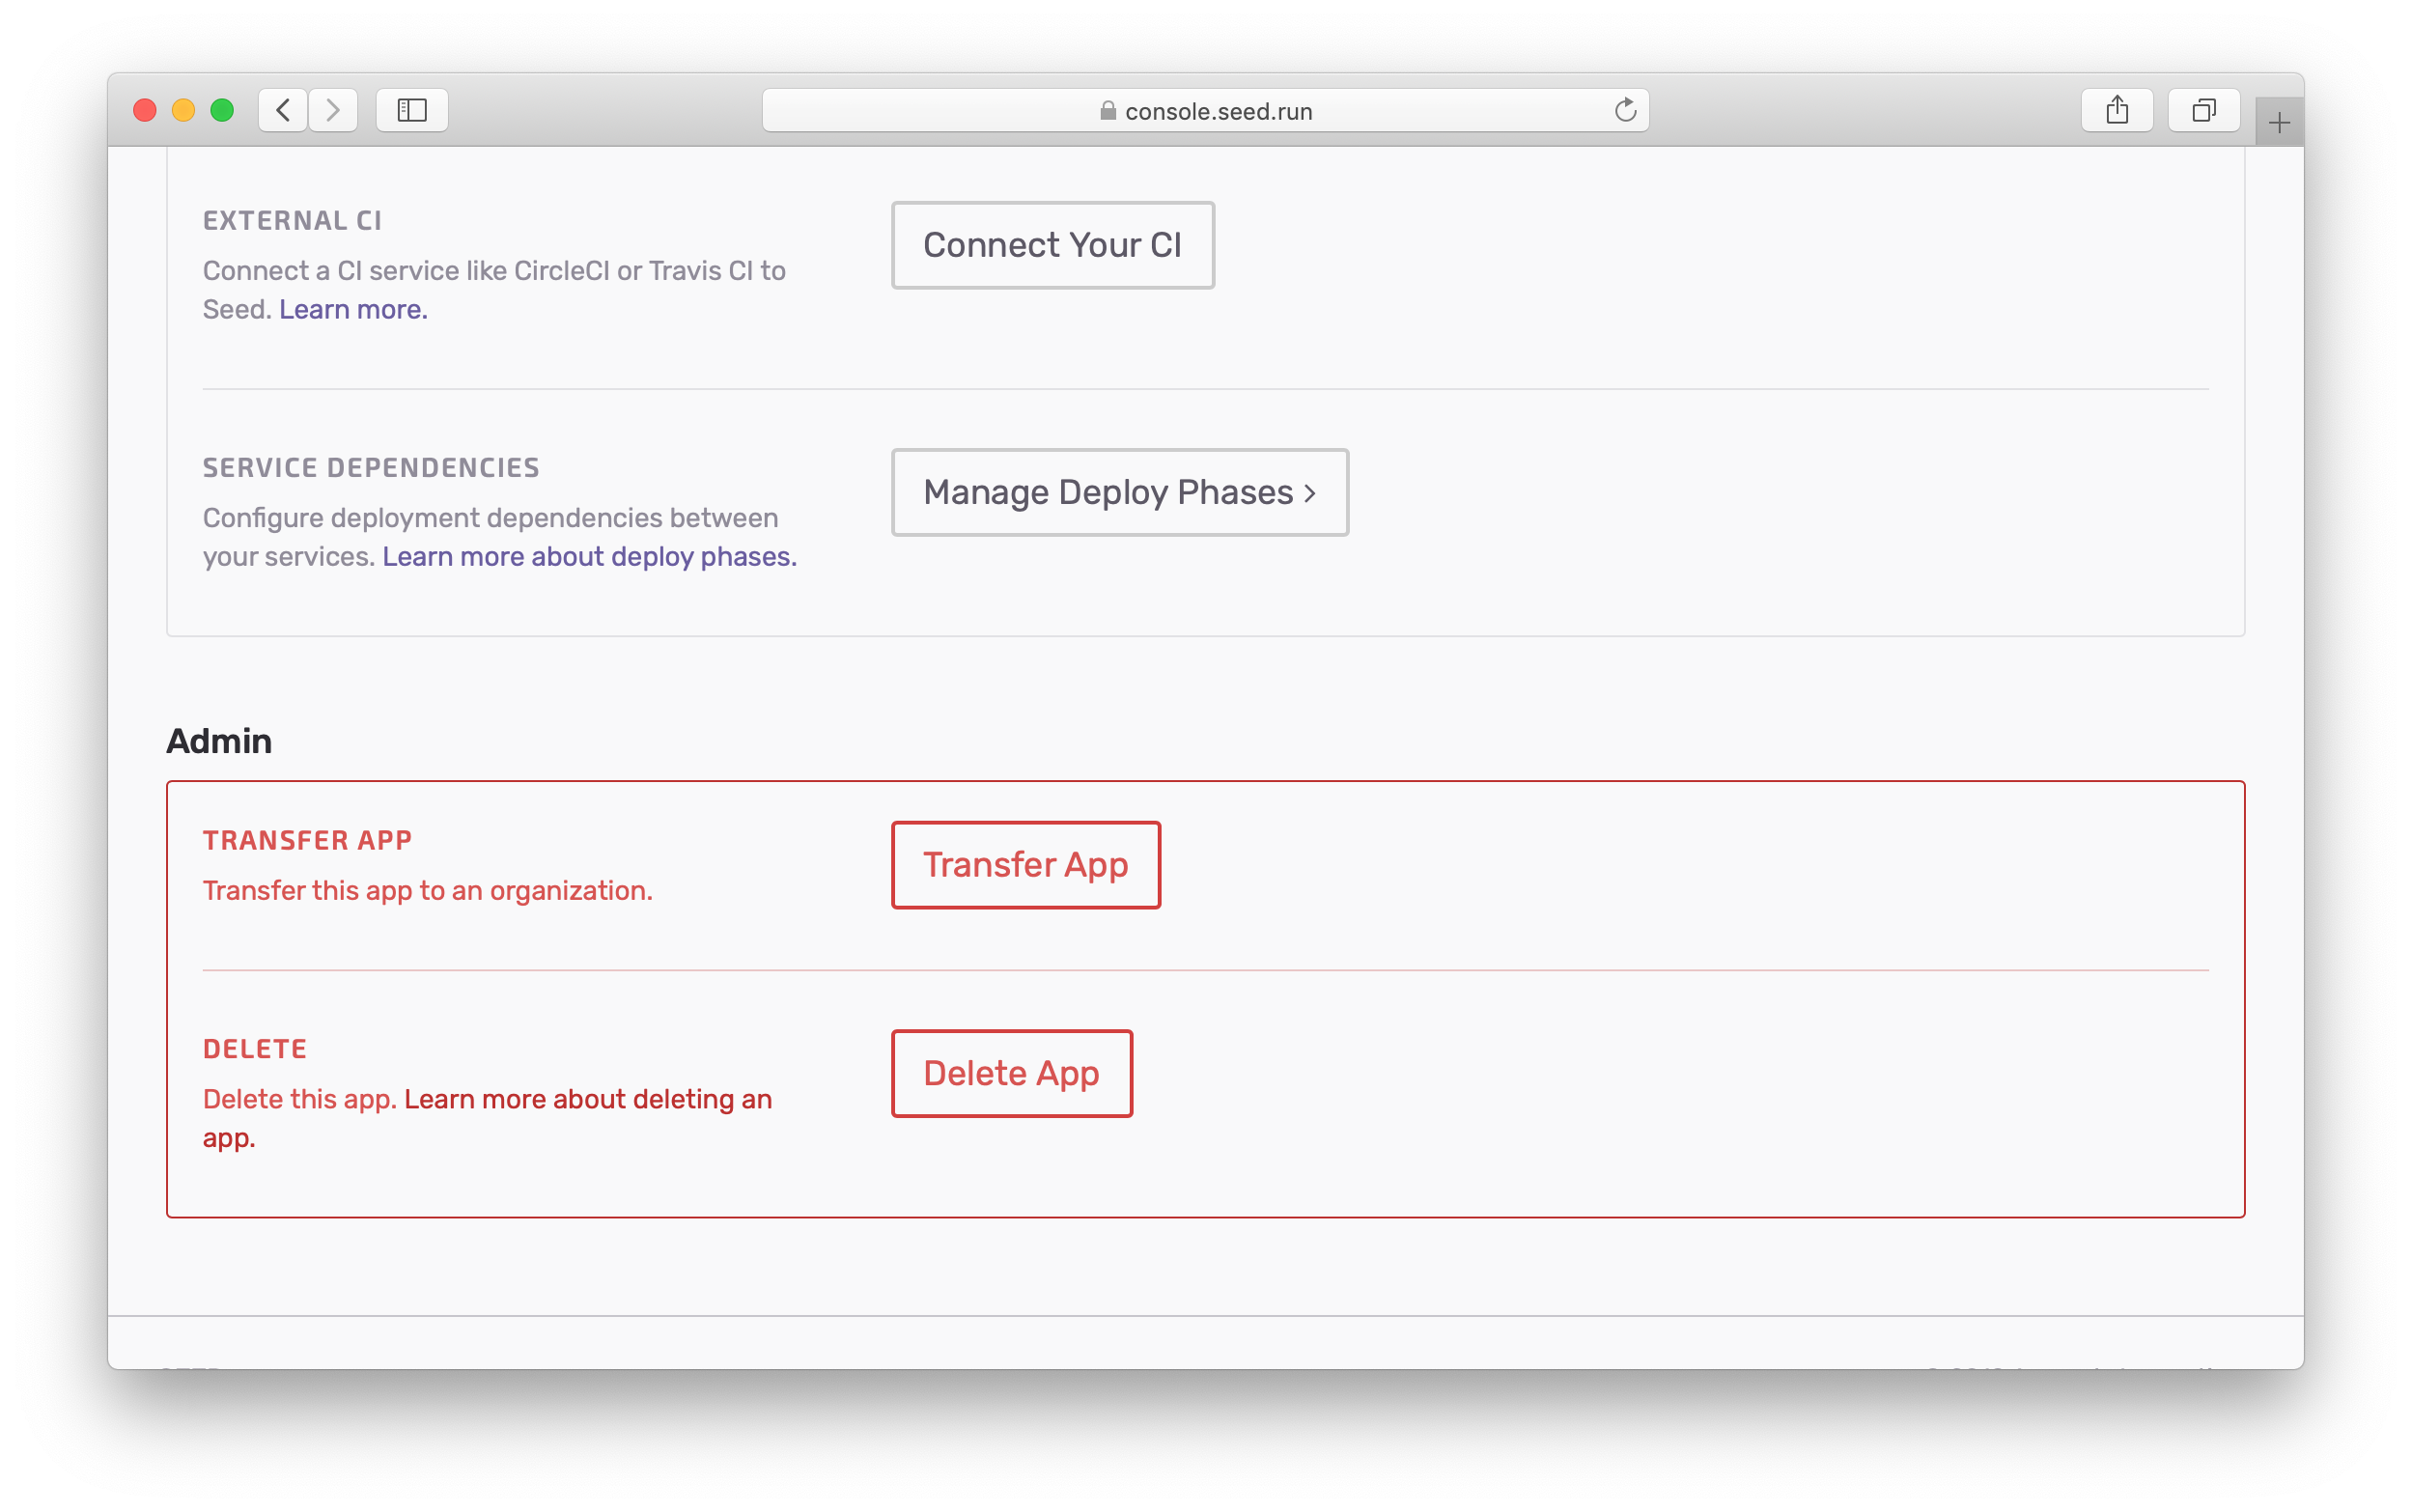 console.seed.run
EXTERNAL CI
Connect Your CI
Connect a CI service like CircleCI or Travis CI to
Seed. Learn more.
SERVICE DEPENDENCIES
Manage Deploy Phases >
Configure deployment dependencies between
your services. Learn more about deploy phases.
Admin
TRANSFER APP
Transfer App
Transfer this app to an organization.
DELETE
Delete App
Delete this app. Learn more about deleting an
app.